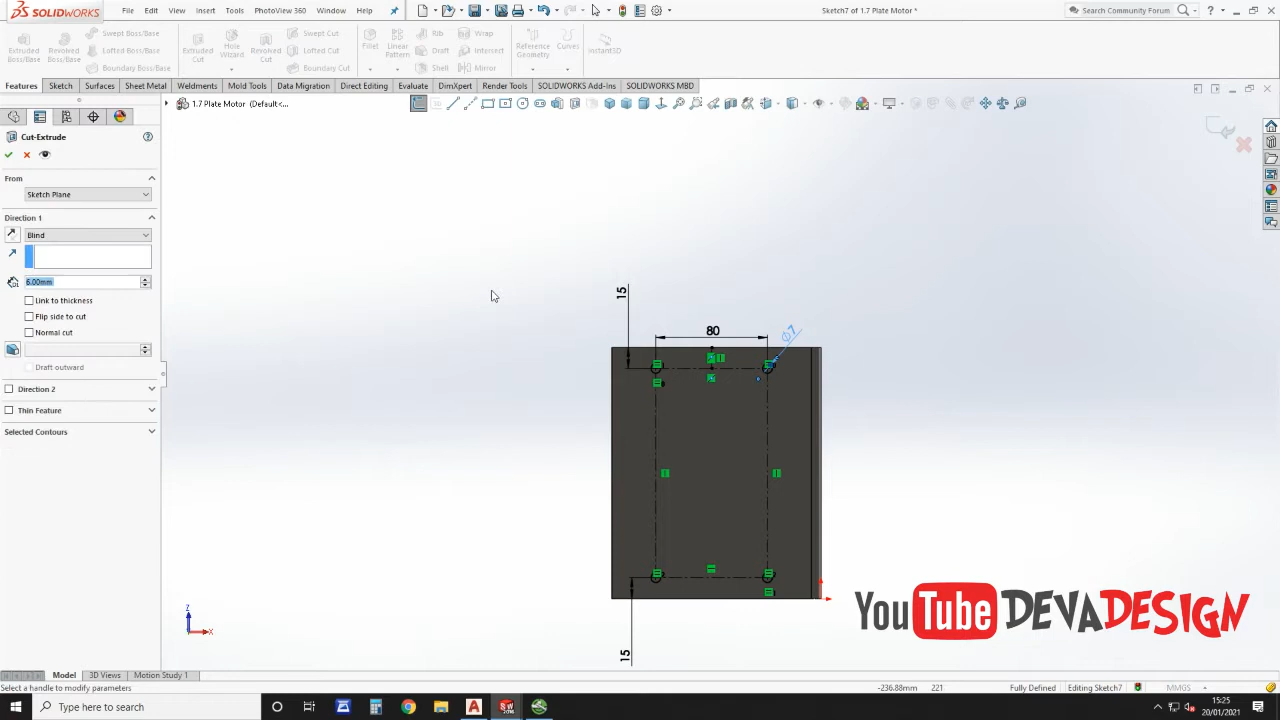 SOLIDWORKS
File
Edit
View
Insert
Tools
PhotoView 360
Window
Help
Sketch7 of 1.7 Plate Motor *
Search Community Forum
Extruded Boss/Base
Revolved Boss/Base
Swept Boss/Base
Lofted Boss/Base
Boundary Boss/Base
Extruded Cut
Hole Wizard
Revolved Cut
Swept Cut
Lofted Cut
Boundary Cut
Fillet
Linear Pattern
Rib
Draft
Shell
Wrap
Intersect
Mirror
Reference Geometry
Curves
Instant3D
Features
Sketch
Surfaces
Sheet Metal
Weldments
Mold Tools
Data Migration
Direct Editing
Evaluate
DimXpert
Render Tools
SOLIDWORKS Add-Ins
SOLIDWORKS MBD
1.7 Plate Motor (Default<...
Cut-Extrude
From
Sketch Plane
Direction 1
Blind
6.00mm
Link to thickness
Flip side to cut
Normal cut
Draft outward
Direction 2
Thin Feature
Selected Contours
15
80
Ø7
15
Z
X
YouTube DEVADESIGN
Model
3D Views
Motion Study 1
Select a handle to modify parameters
-236.88mm
221
Fully Defined
Editing Sketch7
MMGS
Type here to search
15:25
20/01/2021